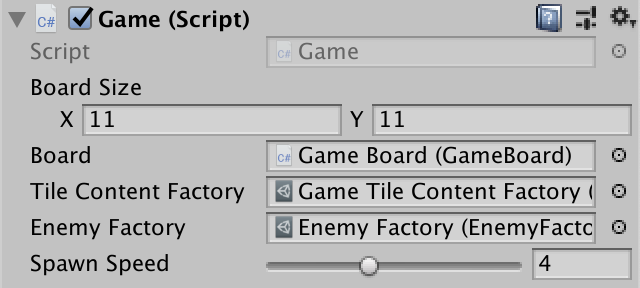 C# Game (Script)
Script C# Game
Board Size
X 11 Y 11
Board C# Game Board (GameBoard)
Tile Content Factory Game Tile Content Factory (
Enemy Factory Enemy Factory (EnemyFacto
Spawn Speed 4